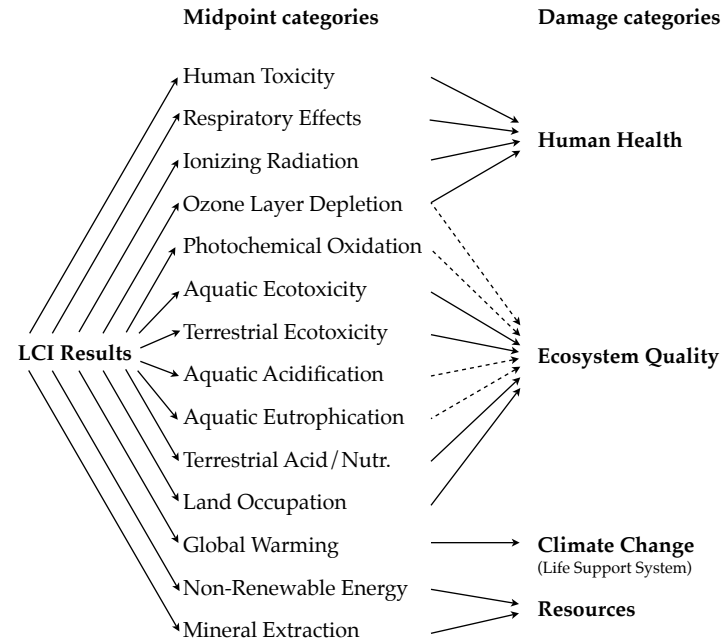 Midpoint categories
Damage categories
Human Toxicity
Respiratory Effects
Human Health
Ionizing Radiation
Ozone Layer Depletion
Photochemical Oxidation
Aquatic Ecotoxicity
Terrestrial Ecotoxicity
LCI Results
Ecosystem Quality
Aquatic Acidification
Aquatic Eutrophication
Terrestrial Acid/Nutr.
Land Occupation
Global Warming
Climate Change
(Life Support System)
Non-Renewable Energy
Resources
Mineral Extraction